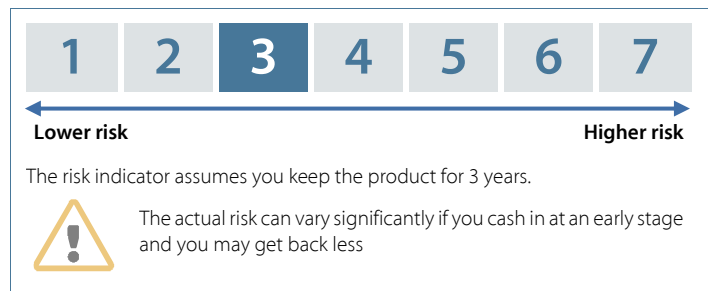 1 2 3 4 5 6 7
Lower risk Higher risk
The risk indicator assumes you keep the product for 3 years.
The actual risk can vary significantly if you cash in at an early stage
and you may get back less